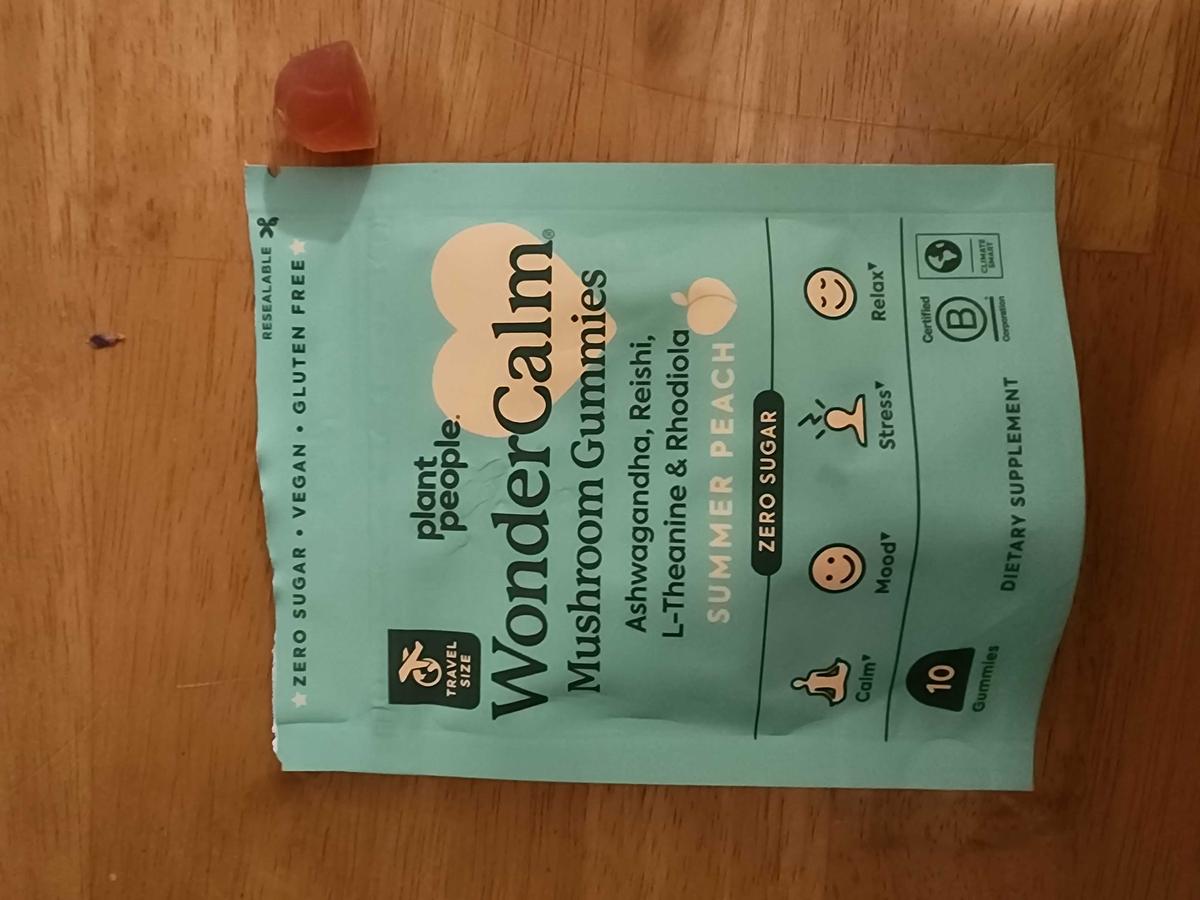 RESEALABLE
ZERO SUGAR • VEGAN • GLUTEN FREE
plant
people.
TRAVEL
SIZE
WonderCalm®
Mushroom Gummies
Ashwagandha, Reishi,
L-Theanine & Rhodiola
SUMMER PEACH
ZERO SUGAR
Calm▼ Mood▼ Stress▼ Relax▼
10
Gummies
DIETARY SUPPLEMENT
Certified
B
Corporation
CLIMATE
SMART